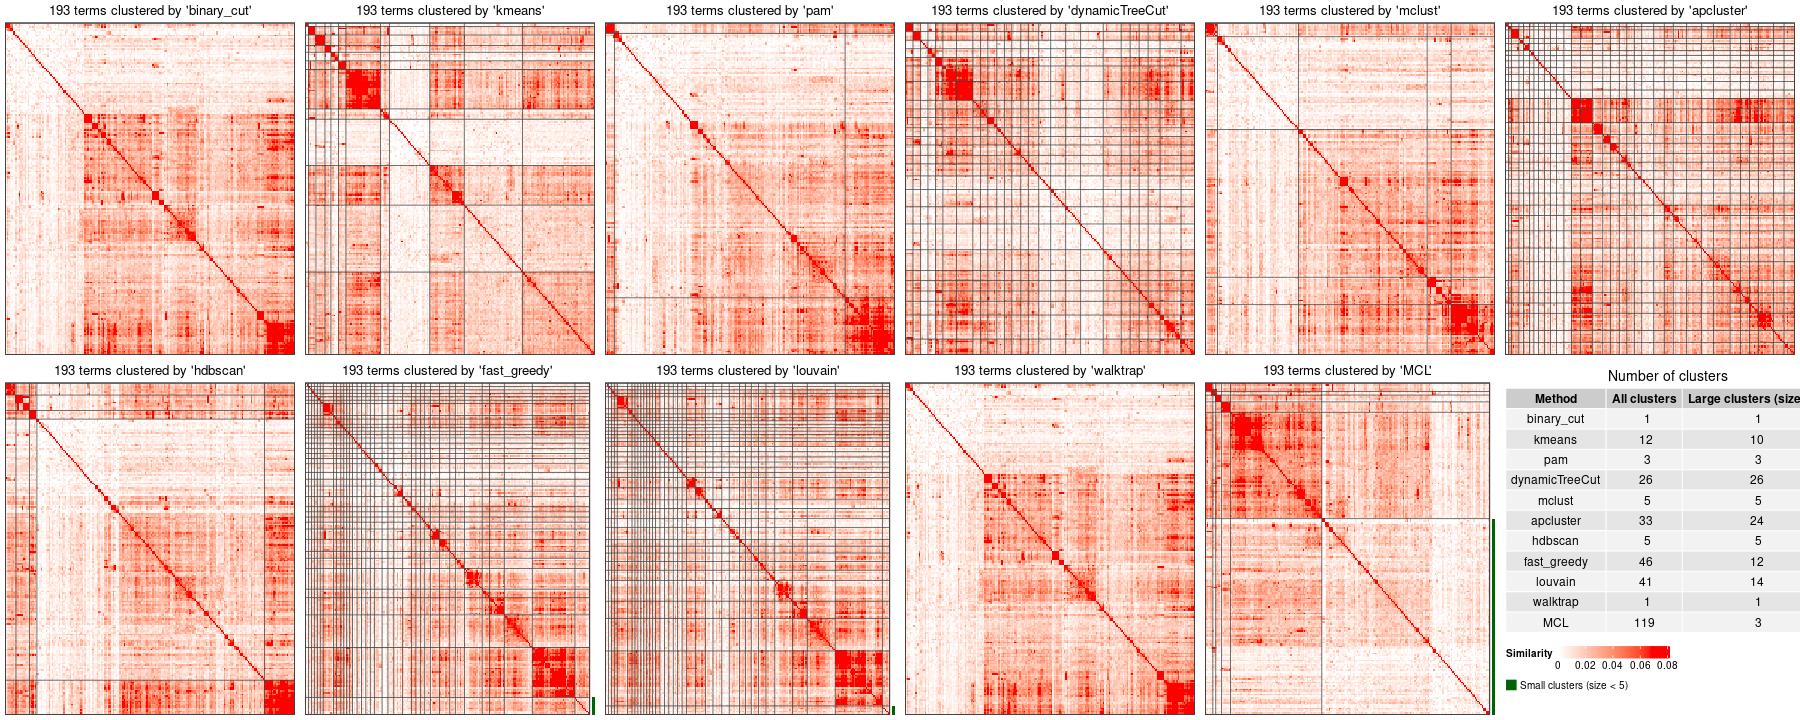 193 terms clustered by 'binary_cut'
193 terms clustered by 'kmeans'
193 terms clustered by 'pam'
193 terms clustered by 'dynamicTreeCut'
193 terms clustered by 'mclust'
193 terms clustered by 'apcluster'
193 terms clustered by 'hdbscan'
193 terms clustered by 'fast_greedy'
193 terms clustered by 'louvain'
193 terms clustered by 'walktrap'
193 terms clustered by 'MCL'
Number of clusters
Method All clusters Large clusters (size
binary_cut 1 1
kmeans 12 10
pam 3 3
dynamicTreeCut 26 26
mclust 5 5
apcluster 33 24
hdbscan 5 5
fast_greedy 46 12
louvain 41 14
walktrap 1 1
MCL 119 3
Similarity
0 0.02 0.04 0.06 0.08
Small clusters (size < 5)